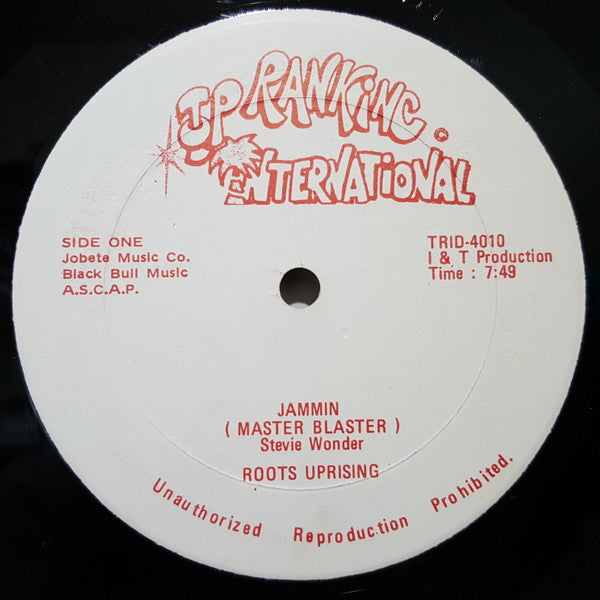 JP RANKING
INTERNATIONAL
SIDE ONE
Jobete Music Co.
Black Bull Music
A.S.C.A.P.
TRID-4010
I & T Production
Time : 7:49
JAMMIN
( MASTER BLASTER )
Stevie Wonder
ROOTS UPRISING
Unauthorized Reproduction Prohibited.